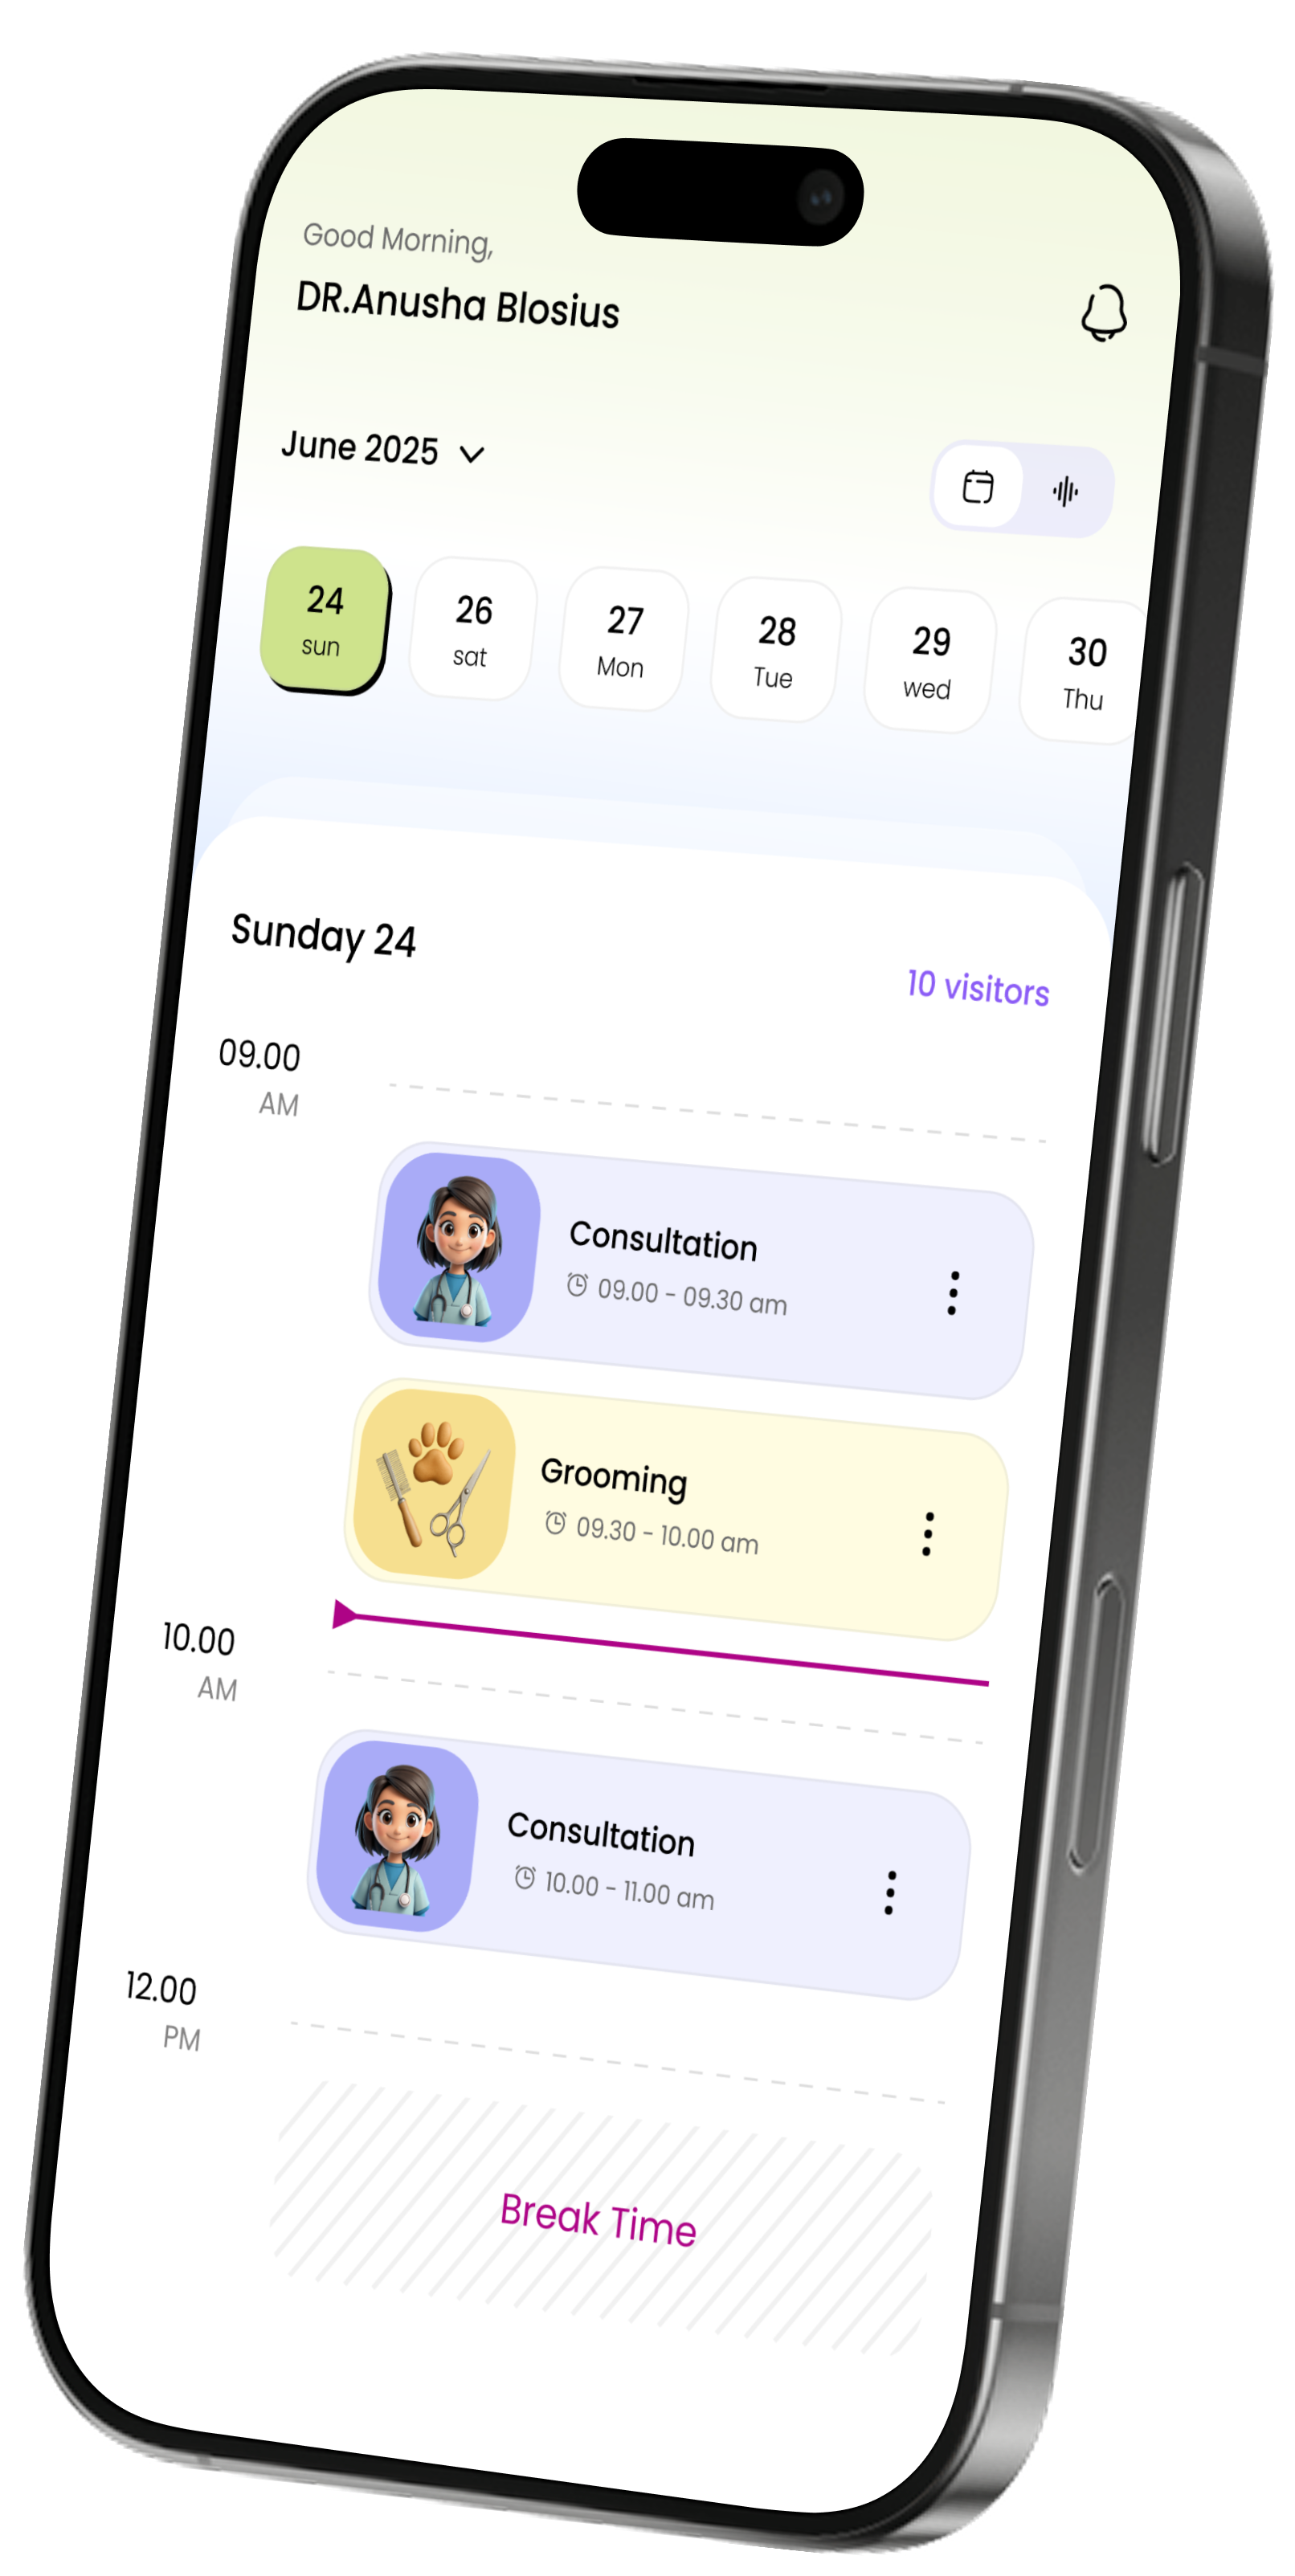 Good Morning,
DR.Anusha Blosius
June 2025
24 26 27 28 29 30
sun sat Mon Tue wed Thu
Sunday 24
10 visitors
09.00
AM
Consultation
09.00 - 09.30 am
Grooming
09.30 - 10.00 am
10.00
AM
Consultation
10.00 - 11.00 am
12.00
PM
Break Time